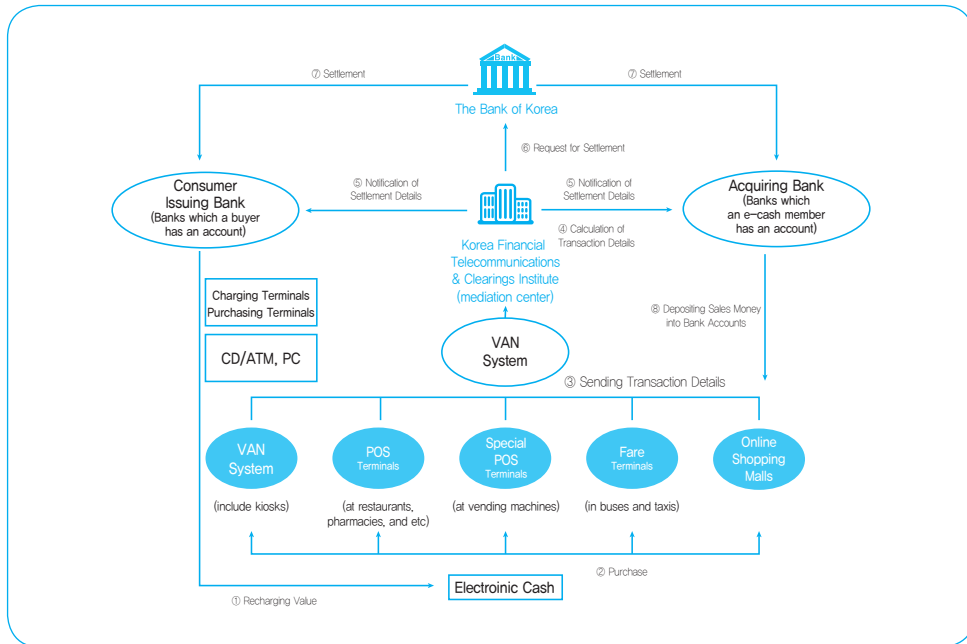 Bank
⑦ Settlement
⑦ Settlement
The Bank of Korea
⑥ Request for Settlement
Consumer
Issuing Bank
(Banks which a buyer
has an account)
⑤ Notification of
Settlement Details
⑤ Notification of
Settlement Details
Acquiring Bank
(Banks which
an e-cash member
has an account)
④ Calculation of
Transaction Details
Korea Financial
Telecommunications
& Clearings Institute
(mediation center)
Charging Terminals
Purchasing Terminals
CD/ATM, PC
⑧ Depositing Sales Money
into Bank Accounts
VAN
System
③ Sending Transaction Details
VAN
System
POS
Terminals
Special
POS
Terminals
Fare
Terminals
Online
Shopping
Malls
(include kiosks)
(at restaurants,
pharmacies, and etc)
(at vending machines)
(in buses and taxis)
② Purchase
Electroinic Cash
① Recharging Value